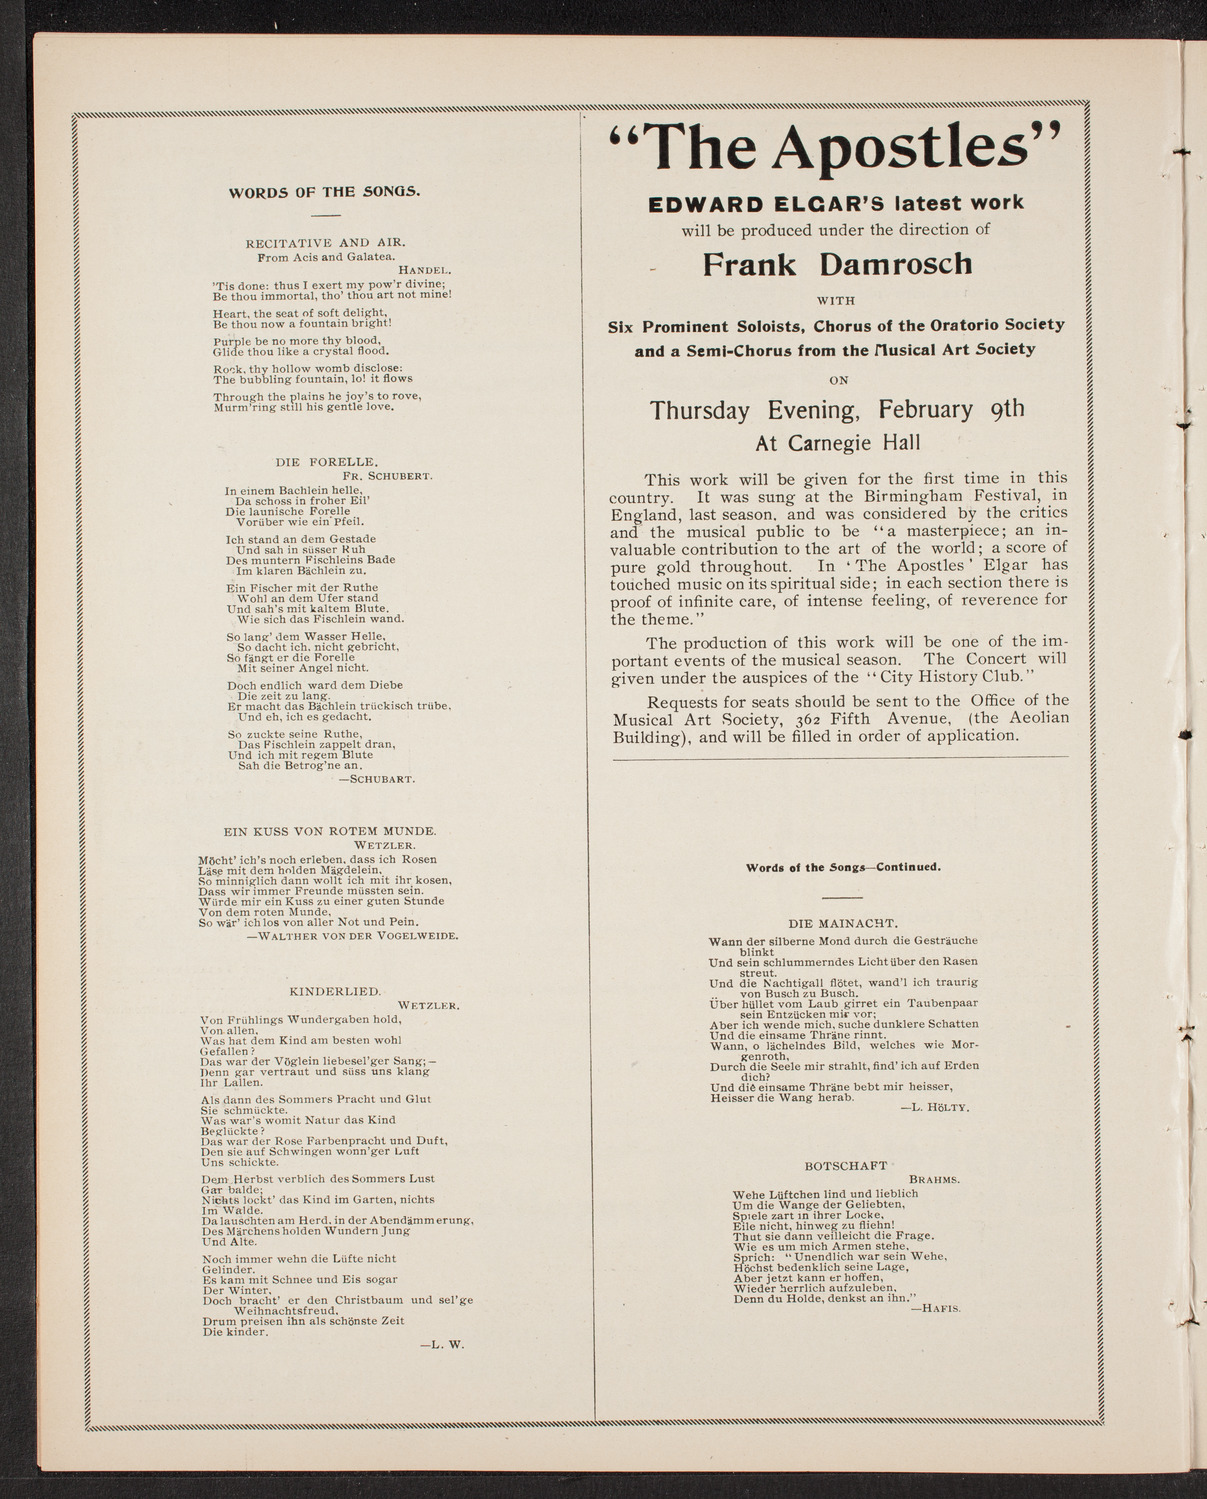 WORDS OF THE SONGS.
RECITATIVE AND AIR.
From Acis and Galatea.
HANDEL.
'Tis done: thus I exert my pow'r divine;
Be thou immortal, tho' thou art not mine!
Heart, the seat of soft delight,
Be thou now a fountain bright!
Purple be no more thy blood,
Glide thou like a crystal flood.
Rock, thy hollow womb disclose:
The bubbling fountain, lo! it flows
Through the plains he joy's to rove,
Murm'ring still his gentle love.
DIE FORELLE.
FR. SCHUBERT.
In einem Bachlein helle,
Da schoss in froher Eil'
Die launische Forelle
Vorüber wie ein Pfeil.
Ich stand an dem Gestade
Und sah in süsser Ruh
Des muntern Fischleins Bade
Im klaren Bächlein zu.
Ein Fischer mit der Ruthe
Wohl an dem Ufer stand
Und sah's mit kaltem Blute.
Wie sich das Fischlein wand.
So lang' dem Wasser Helle,
So dacht ich, nicht gebricht,
So fängt er die Forelle
Mit seiner Angel nicht.
Doch endlich ward dem Diebe
Die zeit zu lang.
Er macht das Bächlein trückisch trübe,
Und eh, ich es gedacht.
So zuckte seine Ruthe,
Das Fischlein zappelt dran,
Und ich mit regem Blute
Sah die Betrog'ne an.
—SCHUBART.
EIN KUSS VON ROTEM MUNDE.
WETZLER.
Möcht' ich's noch erleben, dass ich Rosen
Läse mit dem holden Mägdelein,
So minniglich dann wollt ich mit ihr kosen,
Dass wir immer Freunde müssten sein.
Würde mir ein Kuss zu einer guten Stunde
Von dem roten Munde,
So wär' ich los von aller Not und Pein.
—WALTHER VON DER VOGELWEIDE.
KINDERLIED.
WETZLER.
Von Frühlings Wundergaben hold,
Von allen,
Was hat dem Kind am besten wohl
Gefallen?
Das war der Vöglein liebesel'ger Sang;—
Denn gar vertraut und süss uns klang
Ihr Lallen.
Als dann des Sommers Pracht und Glut
Sie schmückte.
Was war's womit Natur das Kind
Beglückte?
Das war der Rose Farbenpracht und Duft,
Den sie auf Schwingen wonn'ger Luft
Uns schickte.
Dem Herbst verblich des Sommers Lust
Gar balde;
Nichts lockt' das Kind im Garten, nichts
Im Walde.
Da lauschten am Herd, in der Abendämmerung,
Des Märchens holden Wundern Jung
Und Alte.
Noch immer wehn die Lüfte nicht
Gelinder.
Es kam mit Schnee und Eis sogar
Der Winter,
Doch bracht' er den Christbaum und sel'ge
Weihnachtsfreud,
Drum preisen ihn als schönste Zeit
Die kinder.
—L. W.
“The Apostles”
EDWARD ELGAR'S latest work
will be produced under the direction of
Frank Damrosch
WITH
Six Prominent Soloists, Chorus of the Oratorio Society
and a Semi-Chorus from the Musical Art Society
ON
Thursday Evening, February 9th
At Carnegie Hall
This work will be given for the first time in this
country. It was sung at the Birmingham Festival, in
England, last season, and was considered by the critics
and the musical public to be “a masterpiece; an in-
valuable contribution to the art of the world; a score of
pure gold throughout. In ‘The Apostles’ Elgar has
touched music on its spiritual side; in each section there is
proof of infinite care, of intense feeling, of reverence for
the theme.”
The production of this work will be one of the im-
portant events of the musical season. The Concert will
given under the auspices of the “City History Club.”
Requests for seats should be sent to the Office of the
Musical Art Society, 362 Fifth Avenue, (the Aeolian
Building), and will be filled in order of application.
Words of the Songs—Continued.
DIE MAINACHT.
Wann der silberne Mond durch die Gesträuche
blinkt
Und sein schlummerndes Licht über den Rasen
streut.
Und die Nachtigall flötet, wand'l ich traurig
von Busch zu Busch.
Über hüllet vom Laub girret ein Taubenpaar
sein Entzücken mir vor;
Aber ich wende mich, suche dunklere Schatten
Und die einsame Thräne rinnt.
Wann, o lächelndes Bild, welches wie Mor-
genroth,
Durch die Seele mir strahlt, find' ich auf Erden
dich?
Und die einsame Thräne bebt mir heisser,
Heisser die Wang herab.
—L. HöLTY.
BOTSCHAFT
BRAHMS.
Wehe Lüftchen lind und lieblich
Um die Wange der Geliebten,
Spiele zart in ihrer Locke,
Eile nicht, hinweg zu fliehn!
Thut sie dann veilleicht die Frage.
Wie es um mich Armen stehe,
Sprich: “Unendlich war sein Wehe,
Höchst bedenklich seine Lage,
Aber jetzt kann er hoffen,
Wieder herrlich aufzuleben,
Denn du Holde, denkst an ihn.”
—HAFIS.